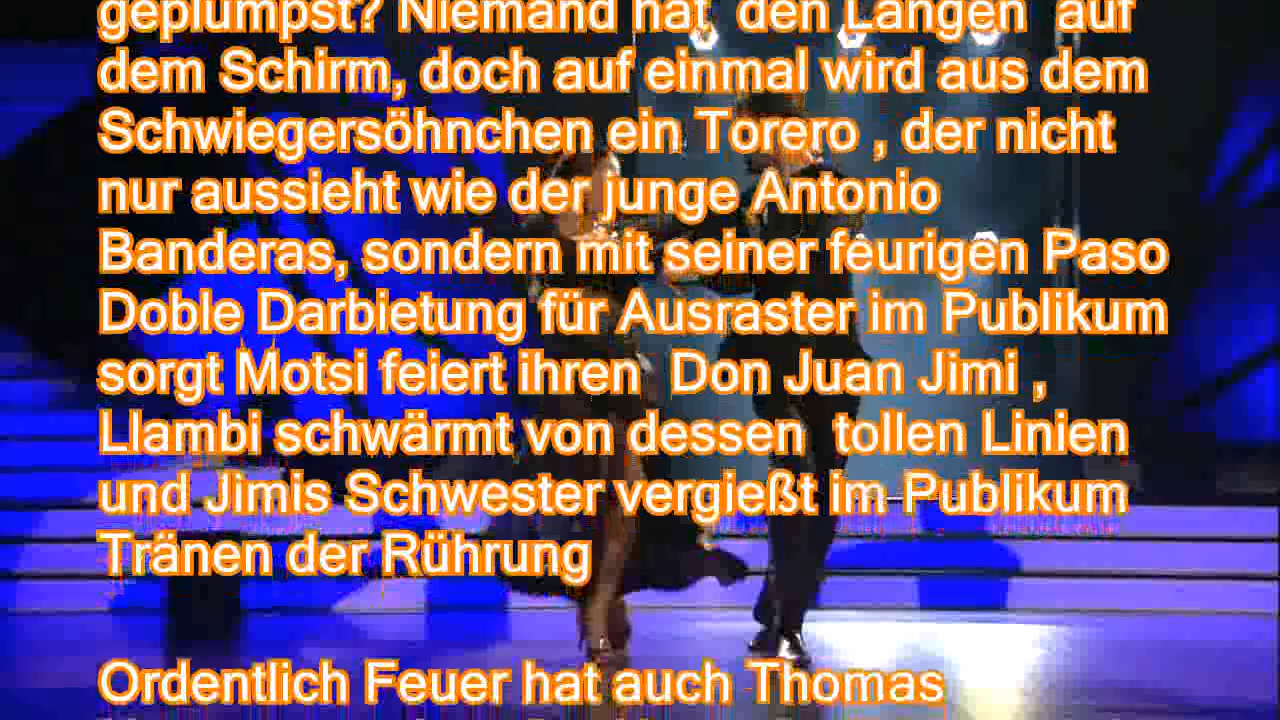 geplumpst? Niemand hat den Langen auf
dem Schirm, doch auf einmal wird aus dem
Schwiegersöhnchen ein Torero , der nicht
nur aussieht wie der junge Antonio
Banderas, sondern mit seiner feurigen Paso
Doble Darbietung für Ausraster im Publikum
sorgt Motsi feiert ihren Don Juan Jimi ,
Llambi schwärmt von dessen tollen Linien
und Jimis Schwester vergießt im Publikum
Tränen der Rührung
Ordentlich Feuer hat auch Thomas